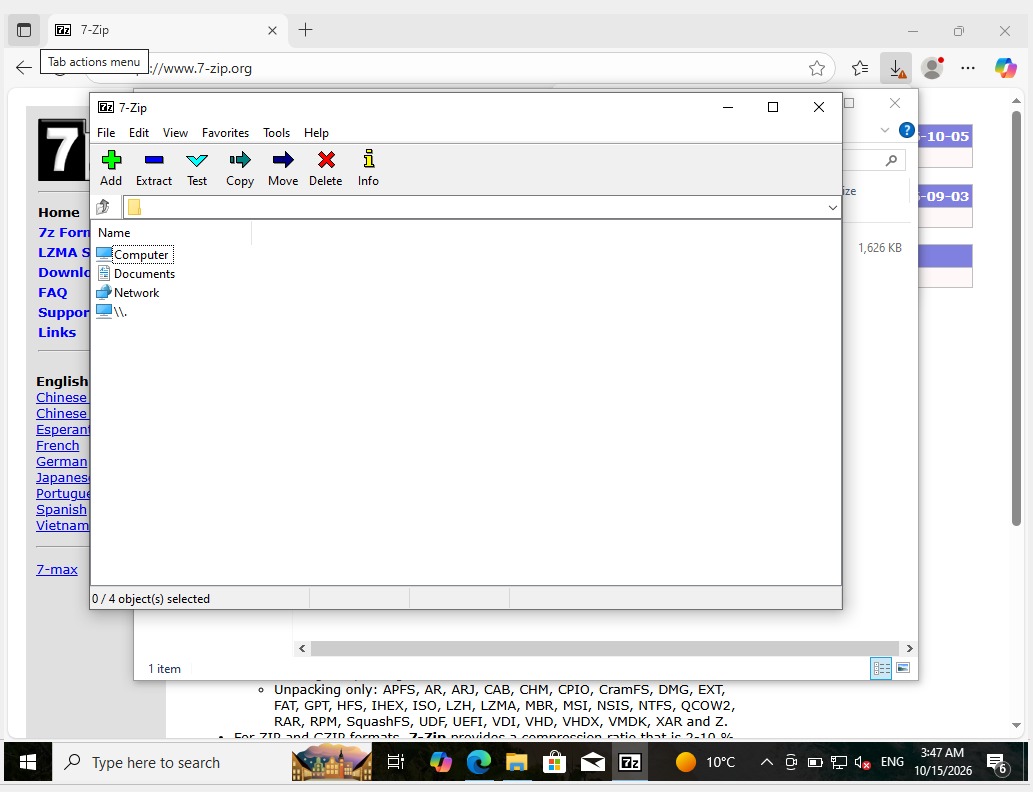 7-Zip
Tab actions menu
://www.7-zip.org
7-Zip
File Edit View Favorites Tools Help
Add Extract Test Copy Move Delete Info
Name
Computer
Documents
Network
\\.
0 / 4 object(s) selected
7
Home
7z Forn
LZMA S
Downlo
FAQ
Suppor
Links
English
Chinese
Chinese
Esperant
French
German
Japanese
Portugue
Spanish
Vietnam
7-max
-10-05
-09-03
ize
1,626 KB
1 item
Unpacking only: APFS, AR, ARJ, CAB, CHM, CPIO, CramFS, DMG, EXT,
FAT, GPT, HFS, IHEX, ISO, LZH, LZMA, MBR, MSI, NSIS, NTFS, QCOW2,
RAR, RPM, SquashFS, UDF, UEFI, VDI, VHD, VHDX, VMDK, XAR and Z.
For ZIP and GZIP formats, 7-Zip provides a compression ratio that is 2-10 %
Type here to search
10°C
ENG
3:47 AM
10/15/2026
6